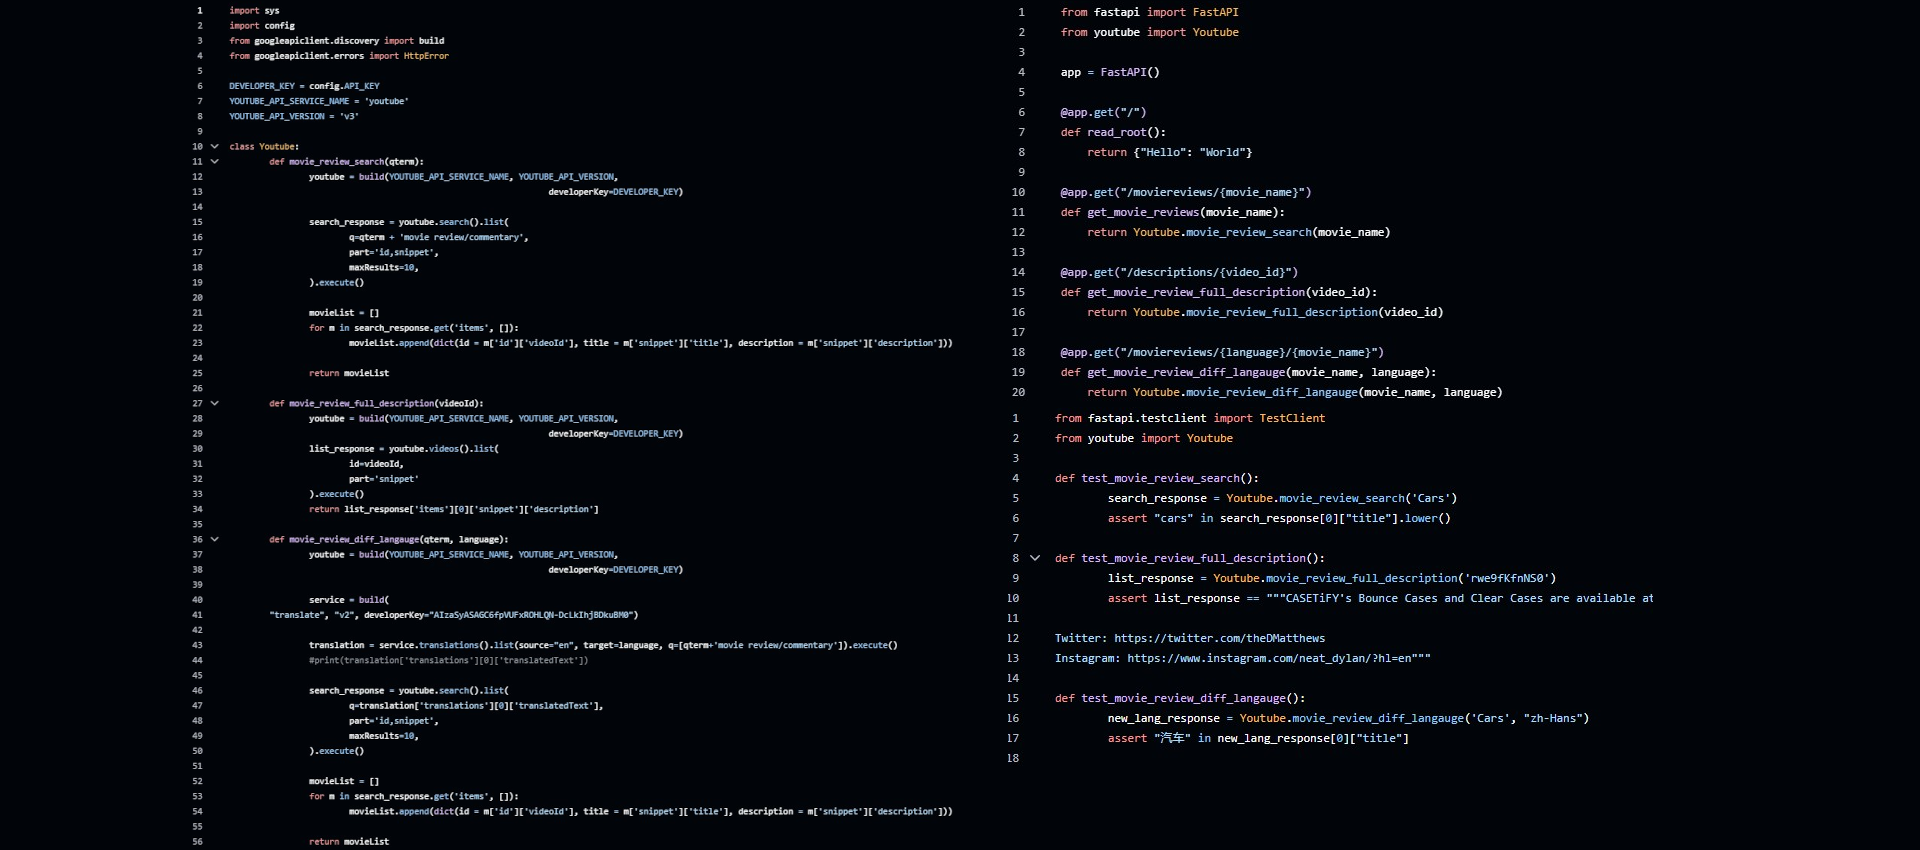 1 import sys
2 import config
3 from googleapiclient.discovery import build
4 from googleapiclient.errors import HttpError
5
6 DEVELOPER_KEY = config.API_KEY
7 YOUTUBE_API_SERVICE_NAME = 'youtube'
8 YOUTUBE_API_VERSION = 'v3'
9
10 class Youtube:
11 def movie_review_search(qterm):
12 youtube = build(YOUTUBE_API_SERVICE_NAME, YOUTUBE_API_VERSION,
13 developerKey=DEVELOPER_KEY)
14
15 search_response = youtube.search().list(
16 q=qterm + 'movie review/commentary',
17 part='id,snippet',
18 maxResults=10,
19 ).execute()
20
21 movieList = []
22 for m in search_response.get('items', []):
23 movieList.append(dict(id = m['id']['videoId'], title = m['snippet']['title'], description = m['snippet']['description']))
24
25 return movieList
26
27 def movie_review_full_description(videoId):
28 youtube = build(YOUTUBE_API_SERVICE_NAME, YOUTUBE_API_VERSION,
29 developerKey=DEVELOPER_KEY)
30 list_response = youtube.videos().list(
31 id=videoId,
32 part='snippet'
33 ).execute()
34 return list_response['items'][0]['snippet']['description']
35
36 def movie_review_diff_langauge(qterm, language):
37 youtube = build(YOUTUBE_API_SERVICE_NAME, YOUTUBE_API_VERSION,
38 developerKey=DEVELOPER_KEY)
39
40 service = build(
41 "translate", "v2", developerKey="AIzaSyASAGC6fpVUFxROHLQN-DcLkIhjBDkuBM0")
42
43 translation = service.translations().list(source="en", target=language, q=[qterm+'movie review/commentary']).execute()
44 #print(translation['translations'][0]['translatedText'])
45
46 search_response = youtube.search().list(
47 q=translation['translations'][0]['translatedText'],
48 part='id,snippet',
49 maxResults=10,
50 ).execute()
51
52 movieList = []
53 for m in search_response.get('items', []):
54 movieList.append(dict(id = m['id']['videoId'], title = m['snippet']['title'], description = m['snippet']['description']))
55
56 return movieList
1 from fastapi import FastAPI
2 from youtube import Youtube
3
4 app = FastAPI()
5
6 @app.get("/")
7 def read_root():
8 return {"Hello": "World"}
9
10 @app.get("/moviereviews/{movie_name}")
11 def get_movie_reviews(movie_name):
12 return Youtube.movie_review_search(movie_name)
13
14 @app.get("/descriptions/{video_id}")
15 def get_movie_review_full_description(video_id):
16 return Youtube.movie_review_full_description(video_id)
17
18 @app.get("/moviereviews/{language}/{movie_name}")
19 def get_movie_review_diff_langauge(movie_name, language):
20 return Youtube.movie_review_diff_langauge(movie_name, language)
1 from fastapi.testclient import TestClient
2 from youtube import Youtube
3
4 def test_movie_review_search():
5 search_response = Youtube.movie_review_search('Cars')
6 assert "cars" in search_response[0]["title"].lower()
7
8 def test_movie_review_full_description():
9 list_response = Youtube.movie_review_full_description('rwe9fKfnNS0')
10 assert list_response == """CASETiFY's Bounce Cases and Clear Cases are available at
11
12 Twitter: https://twitter.com/theDMatthews
13 Instagram: https://www.instagram.com/neat_dylan/?hl=en"""
14
15 def test_movie_review_diff_langauge():
16 new_lang_response = Youtube.movie_review_diff_langauge('Cars', "zh-Hans")
17 assert "汽车" in new_lang_response[0]["title"]
18